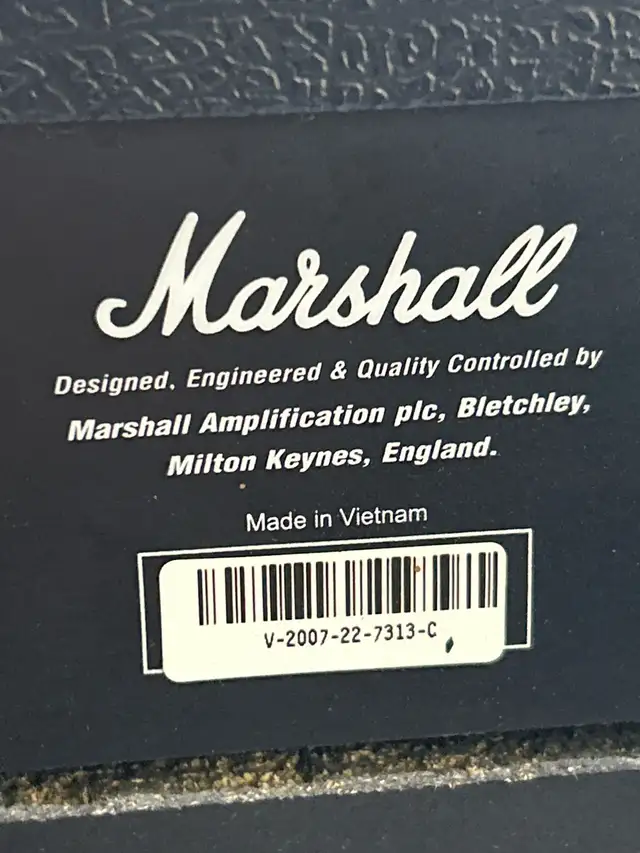 Marshall
Designed, Engineered & Quality Controlled by
Marshall Amplification plc, Bletchley,
Milton Keynes, England.
Made in Vietnam
V-2007-22-7313-C